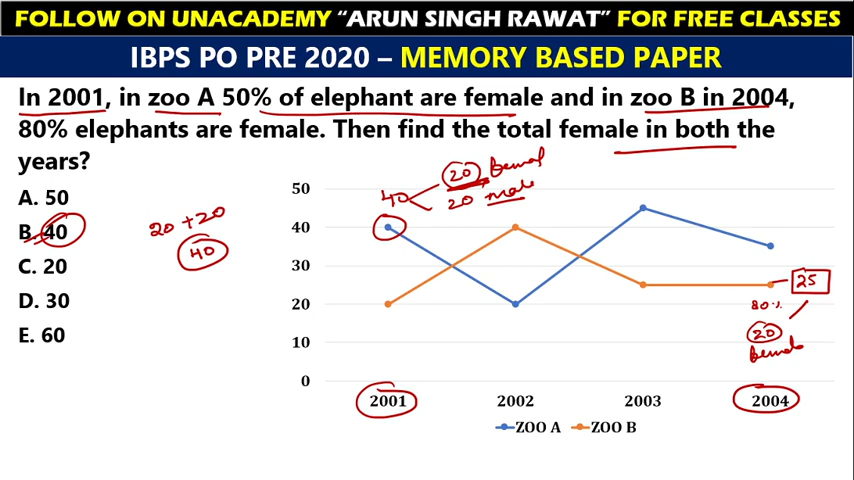 FOLLOW ON UNACADEMY “ARUN SINGH RAWAT” FOR FREE CLASSES
IBPS PO PRE 2020 – MEMORY BASED PAPER
In 2001, in zoo A 50% of elephant are female and in zoo B in 2004,
80% elephants are female. Then find the total female in both the
years?
A. 50
B. 40
C. 20
D. 30
E. 60
20 + 20
40
40
20 femal
20 male
50
40
30
20
10
0
25
80%
20
female
2001 2002 2003 2004
ZOO A ZOO B